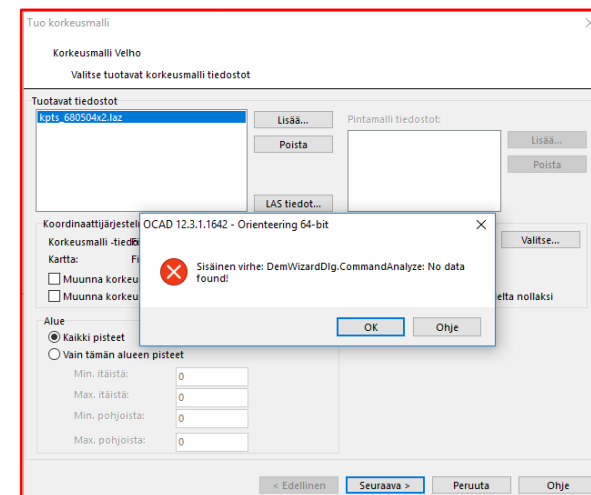 Tuo korkeusmalli
Korkeusmalli Velho
Valitse tuotavat korkeusmalli tiedostot
Tuotavat tiedostot
kpts_680504x2.laz
Lisää...
Poista
LAS tiedot...
Pintamalli tiedostot:
Lisää...
Poista
Koordinaattijärjestelm
Korkeusmalli -tied
Kartta: Fi
Valitse...
Muunna korkeu
Muunna korkeu
elta nollaksi
OCAD 12.3.1.1642 - Orienteering 64-bit
Sisäinen virhe: DemWizardDlg.CommandAnalyze: No data
found!
OK
Ohje
Alue
Kaikki pisteet
Vain tämän alueen pisteet
Min. itäistä: 0
Max. itäistä: 0
Min. pohjoista: 0
Max. pohjoista: 0
< Edellinen
Seuraava >
Peruuta
Ohje